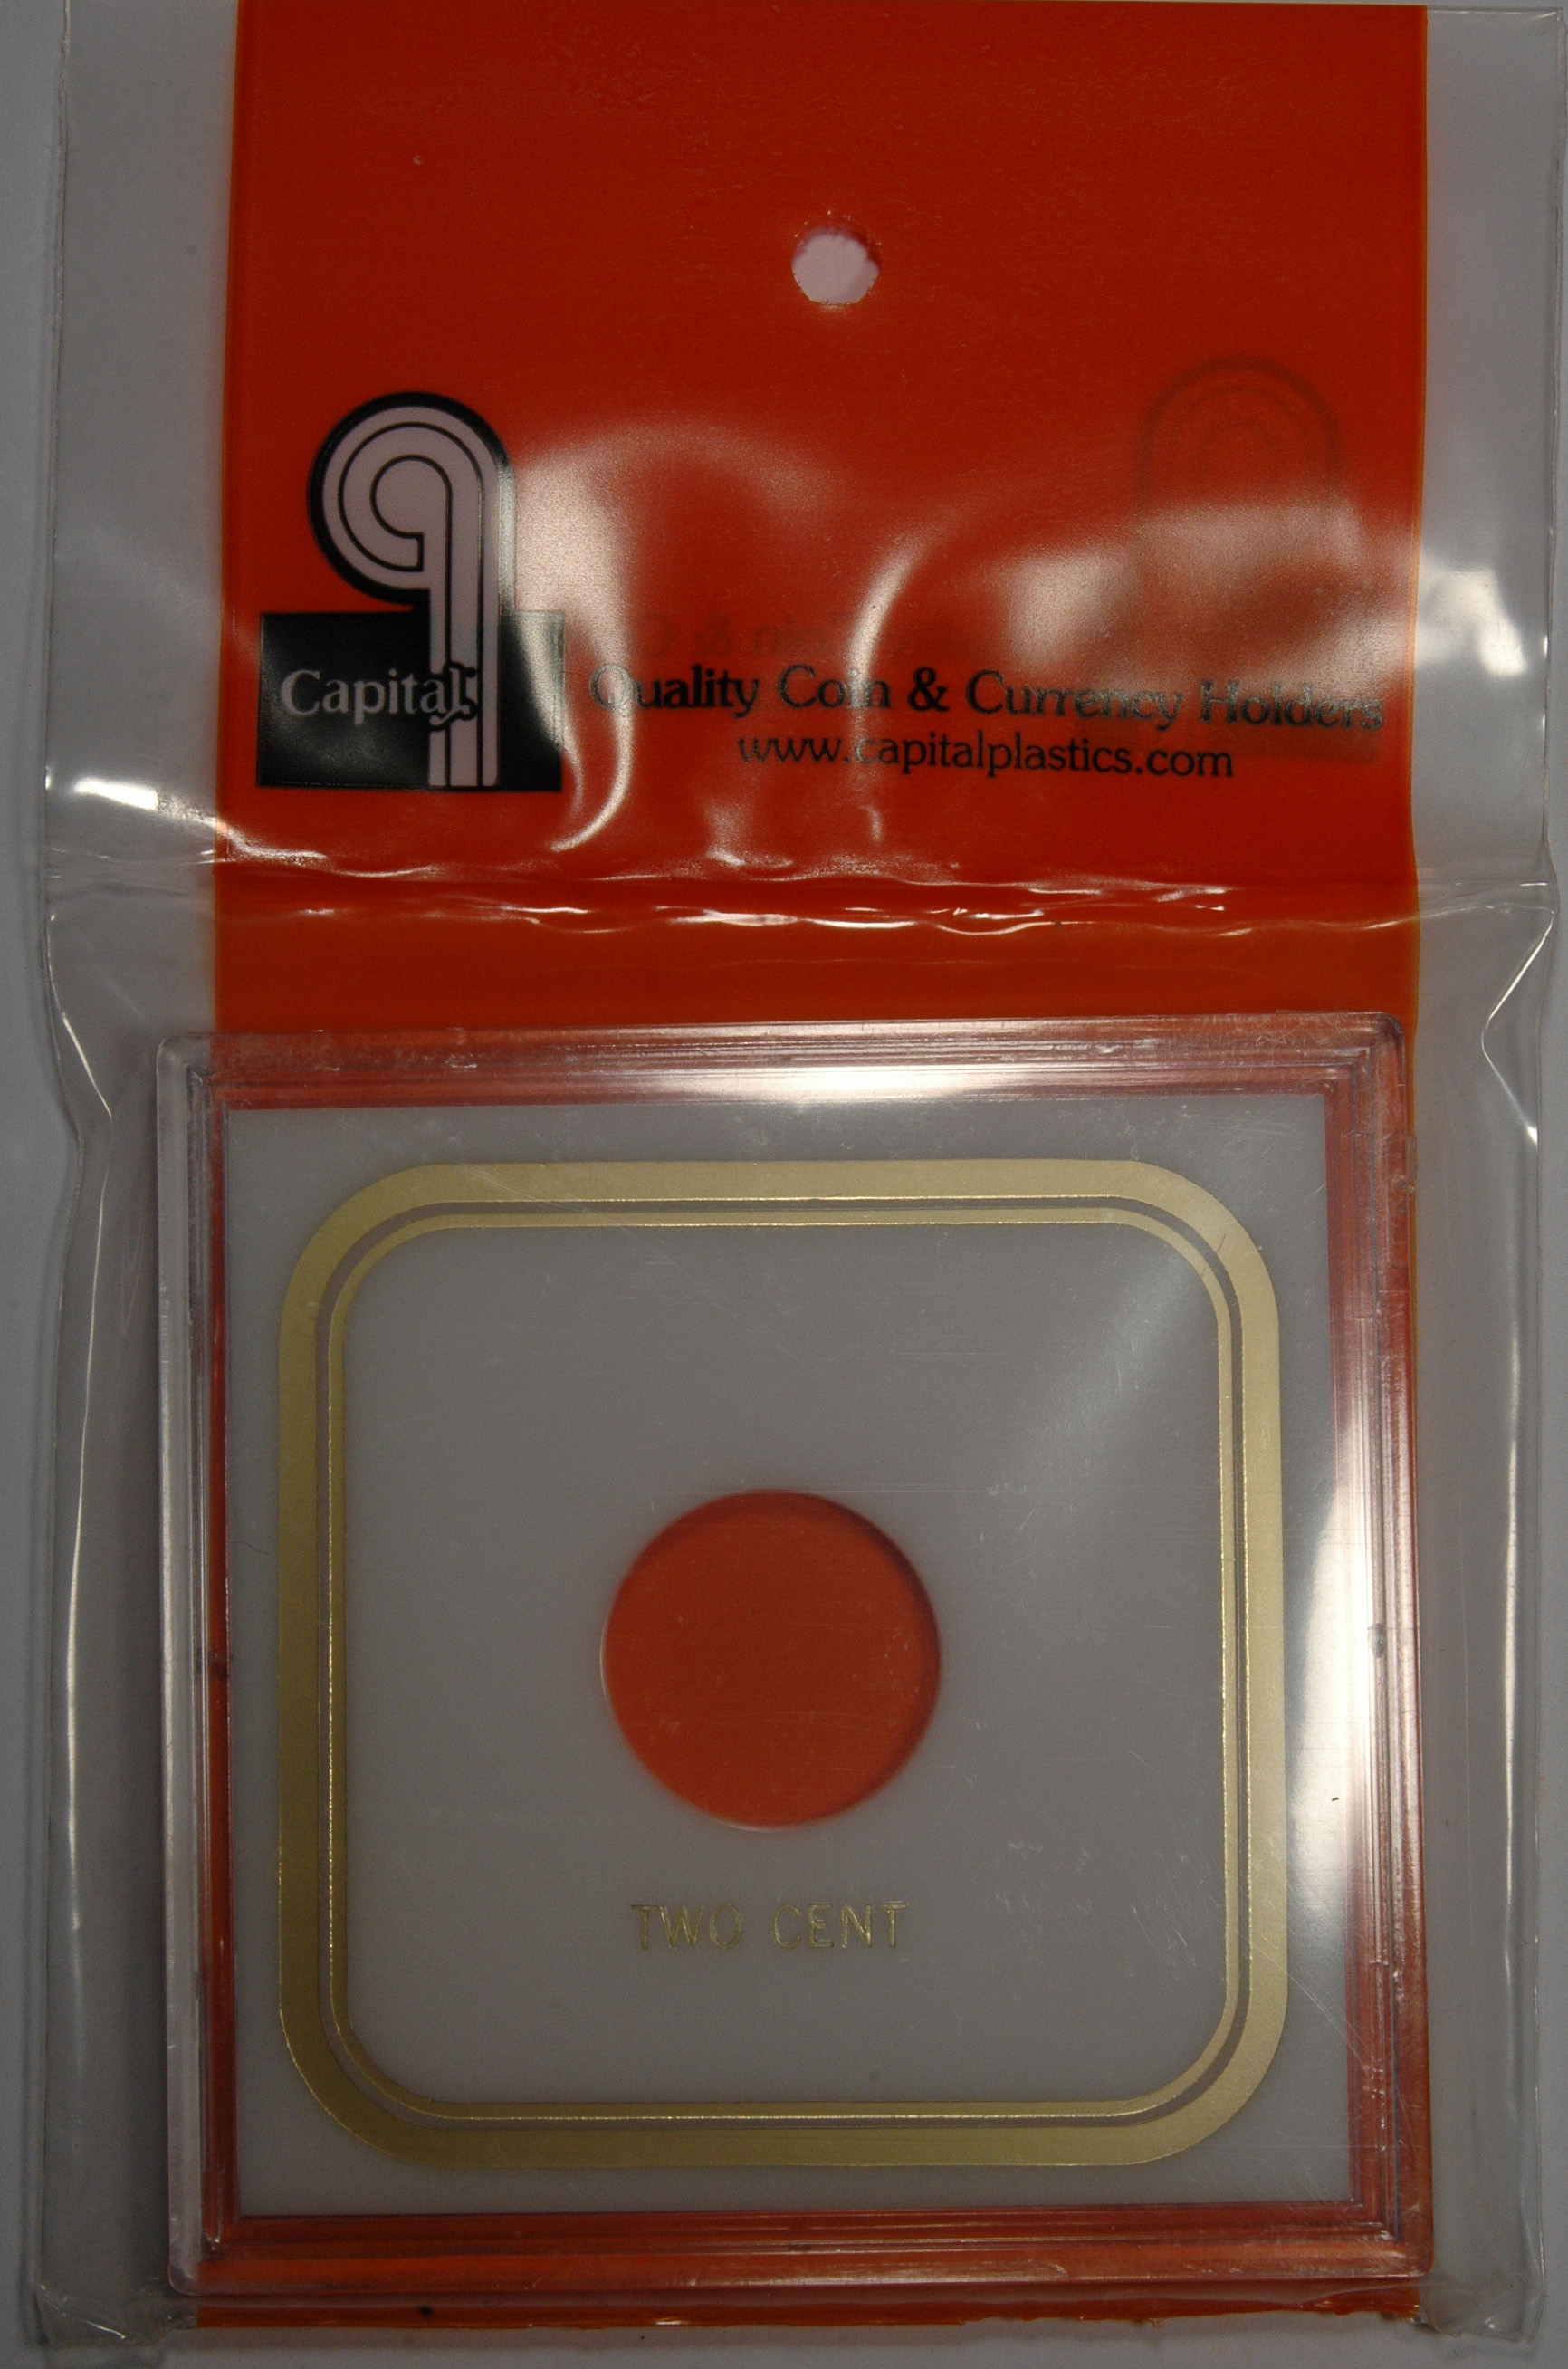 Capital
Quality Coin & Currency Holders
www.capitalplastics.com
TWO CENT